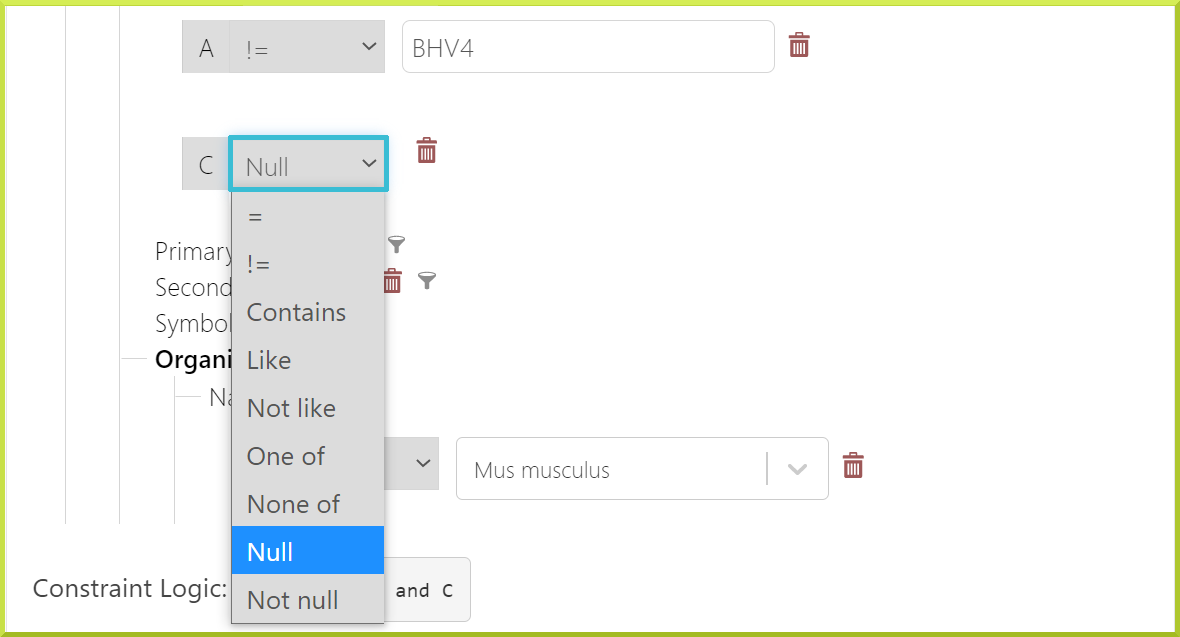 A != BHV4
C Null
=
Primary
!=
Second
Contains
Symbol
Like
Organi
Not like
One of
Mus musculus
None of
Null
Constraint Logic: and C
Not null